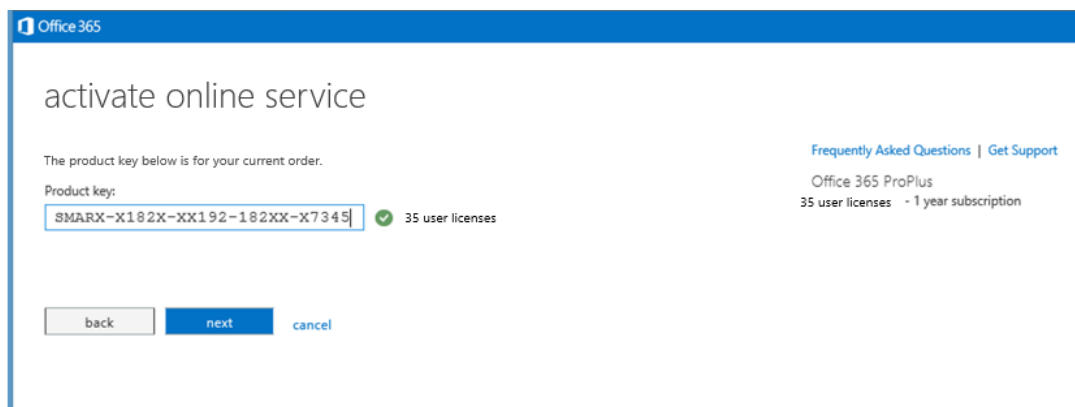 Office 365
activate online service
The product key below is for your current order.
Product key:
SMARX-X182X-XX192-182XX-X7345
35 user licenses
back next cancel
Frequently Asked Questions | Get Support
Office 365 ProPlus
35 user licenses - 1 year subscription